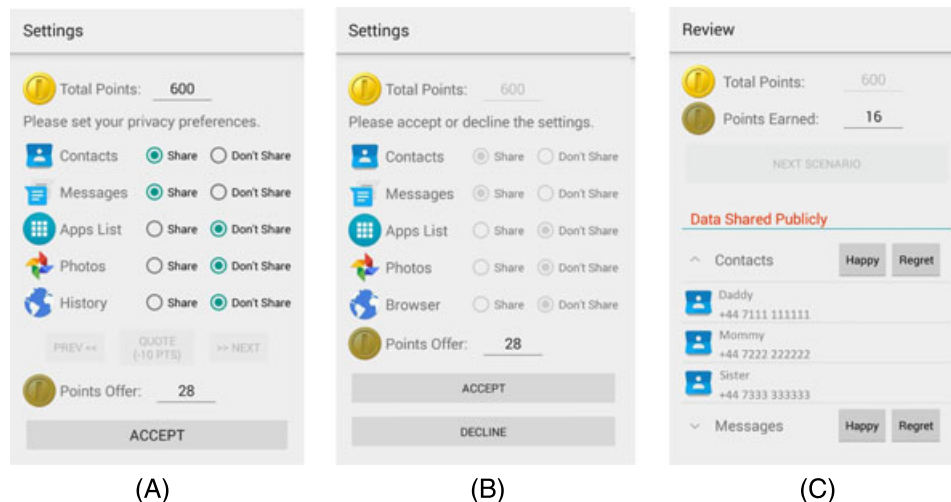 Settings
Total Points: 600
Please set your privacy preferences.
Contacts Share Don't Share
Messages Share Don't Share
Apps List Share Don't Share
Photos Share Don't Share
History Share Don't Share
PREV << QUOTE (-10 PTS) >> NEXT
Points Offer: 28
ACCEPT
(A)
Settings
Total Points: 600
Please accept or decline the settings.
Contacts Share Don't Share
Messages Share Don't Share
Apps List Share Don't Share
Photos Share Don't Share
Browser Share Don't Share
Points Offer: 28
ACCEPT
DECLINE
(B)
Review
Total Points: 600
Points Earned: 16
NEXT SCENARIO
Data Shared Publicly
Contacts Happy Regret
Daddy
+44 7111 111111
Mommy
+44 7222 222222
Sister
+44 7333 333333
Messages Happy Regret
(C)